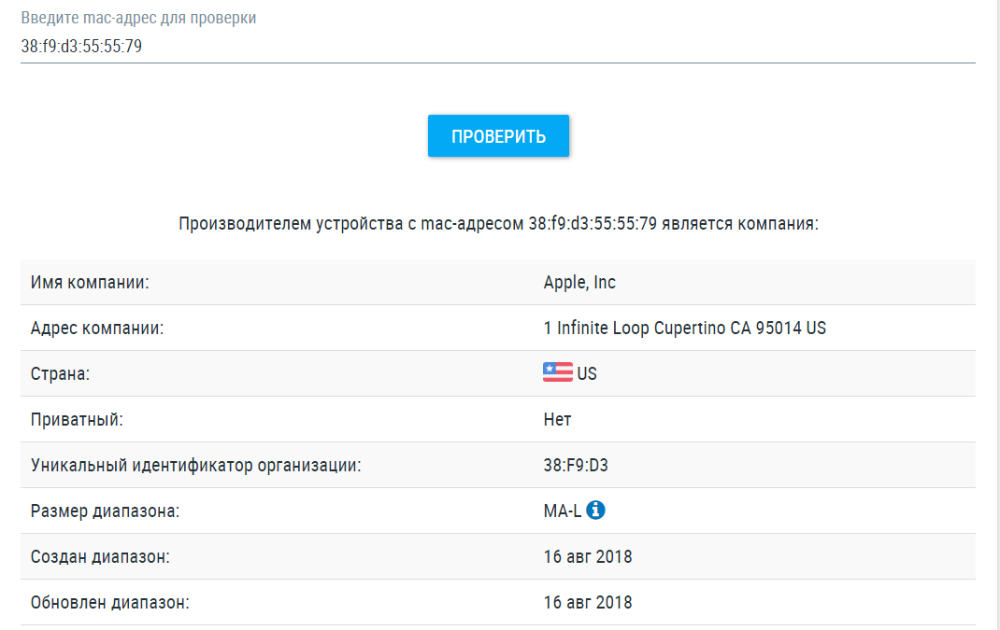 Введите mac-адрес для проверки
38:f9:d3:55:55:79
ПРОВЕРИТЬ
Производителем устройства с mac-адресом 38:f9:d3:55:55:79 является компания:
Имя компании: Apple, Inc
Адрес компании: 1 Infinite Loop Cupertino CA 95014 US
Страна: US
Приватный: Нет
Уникальный идентификатор организации: 38:F9:D3
Размер диапазона: MA-L
Создан диапазон: 16 авг 2018
Обновлен диапазон: 16 авг 2018